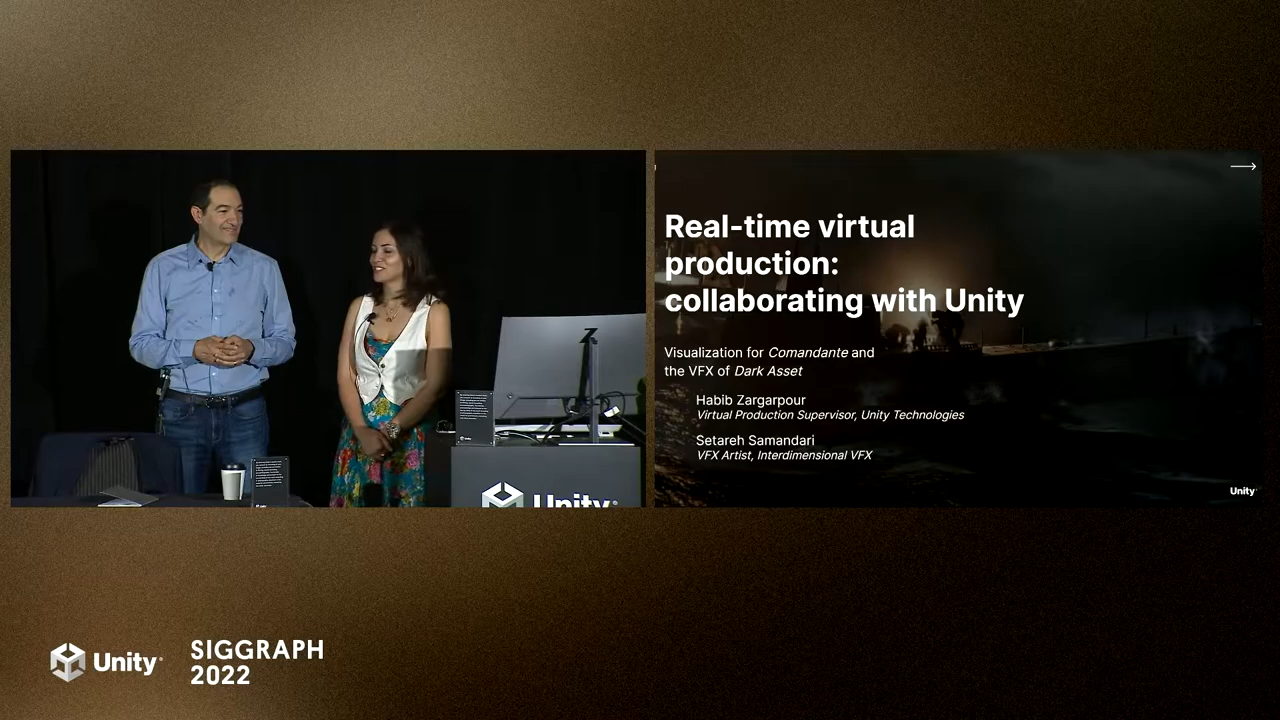 Real-time virtual
production:
collaborating with Unity
Visualization for Comandante and
the VFX of Dark Asset
Habib Zargarpour
Virtual Production Supervisor, Unity Technologies
Setareh Samandari
VFX Artist, Interdimensional VFX
Unity
Unity
Unity
SIGGRAPH
2022